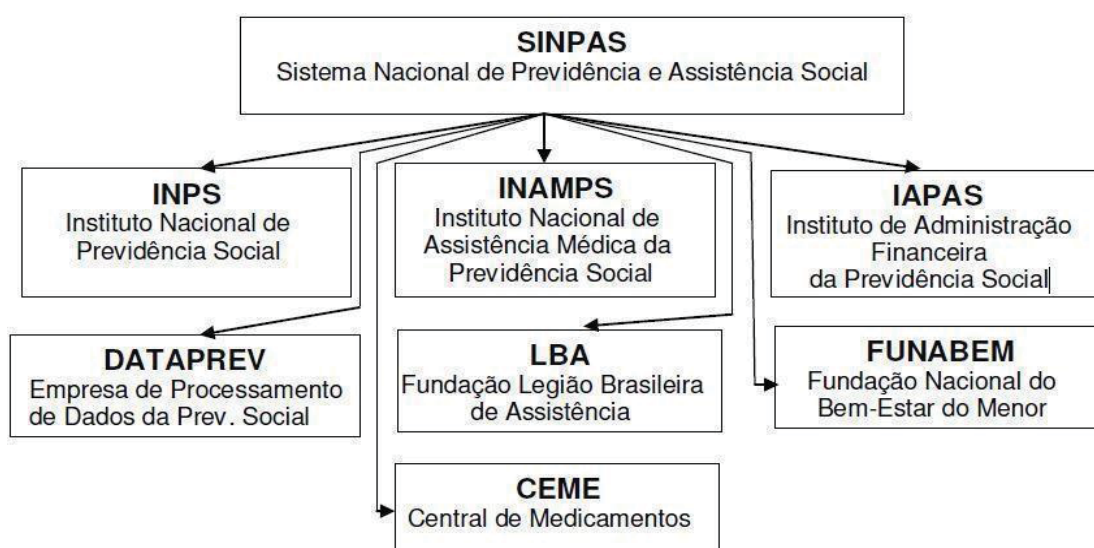 SINPAS
Sistema Nacional de Previdência e Assistência Social
INPS
Instituto Nacional de
Previdência Social
INAMPS
Instituto Nacional de
Assistência Médica da
Previdência Social
IAPAS
Instituto de Administração
Financeira
da Previdência Social
DATAPREV
Empresa de Processamento
de Dados da Prev. Social
LBA
Fundação Legião Brasileira
de Assistência
FUNABEM
Fundação Nacional do
Bem-Estar do Menor
CEME
Central de Medicamentos